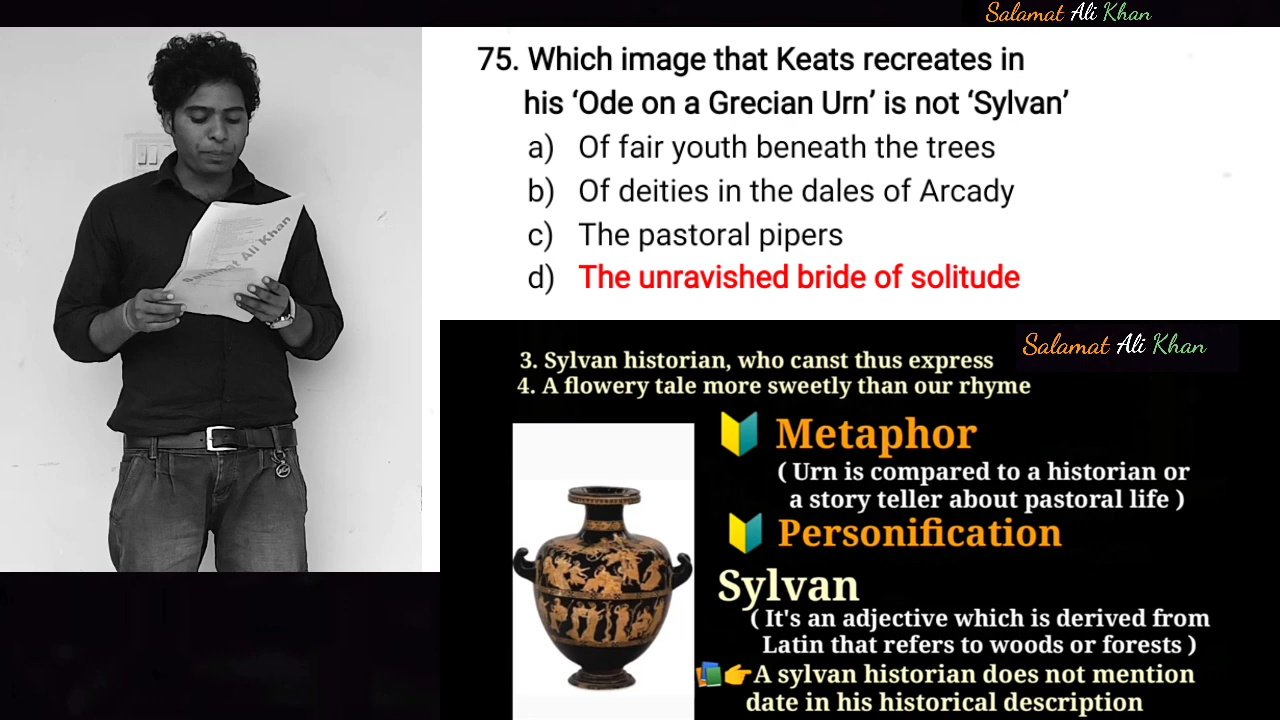 Salamat Ali Khan
75. Which image that Keats recreates in
his ‘Ode on a Grecian Urn’ is not ‘Sylvan’
a) Of fair youth beneath the trees
b) Of deities in the dales of Arcady
c) The pastoral pipers
d) The unravished bride of solitude
Salamat Ali Khan
Salamat Ali Khan
3. Sylvan historian, who canst thus express
4. A flowery tale more sweetly than our rhyme
Metaphor
( Urn is compared to a historian or
a story teller about pastoral life )
Personification
Sylvan
( It's an adjective which is derived from
Latin that refers to woods or forests )
A sylvan historian does not mention
date in his historical description